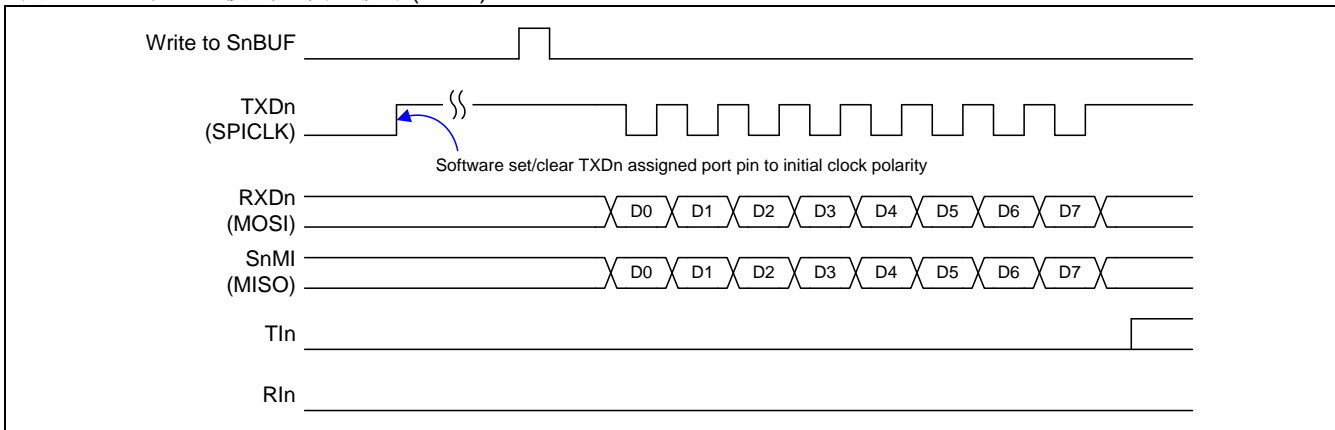 Write to SnBUF
TXDn
(SPICLK)
Software set/clear TXDn assigned port pin to initial clock polarity
RXDn
(MOSI)
D0 D1 D2 D3 D4 D5 D6 D7
SnMI
(MISO)
D0 D1 D2 D3 D4 D5 D6 D7
TIn
RIn